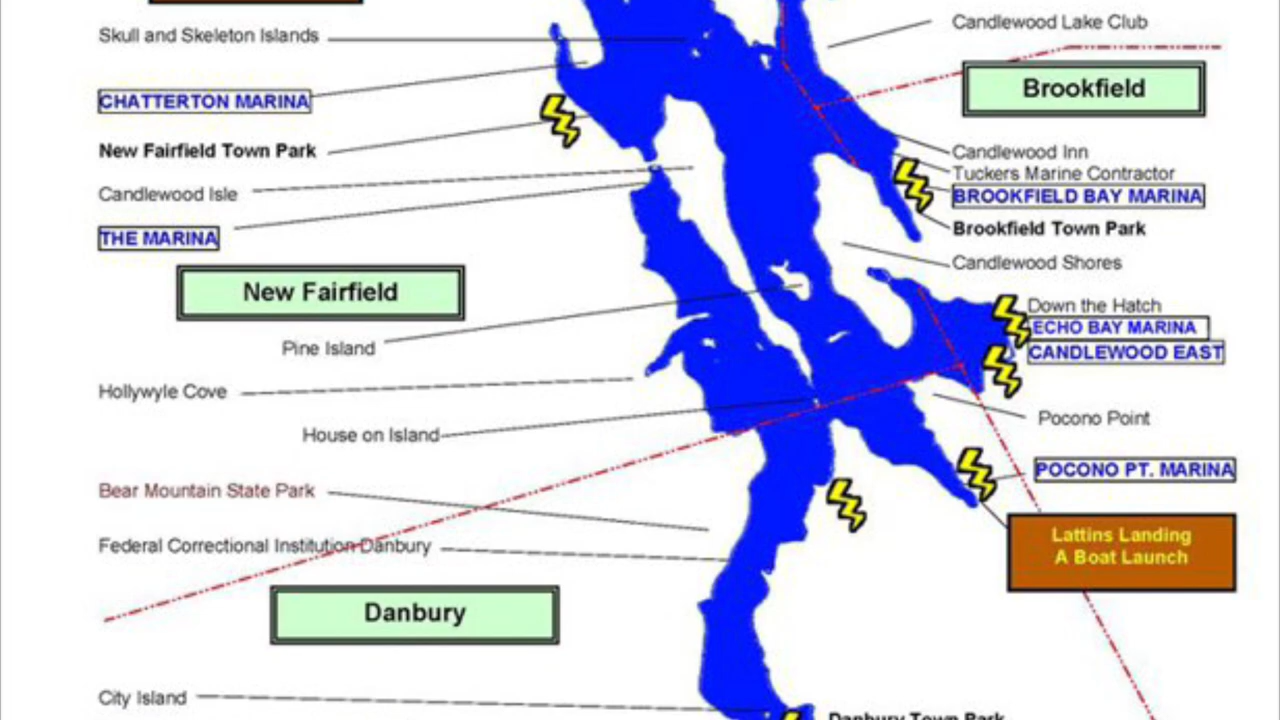 Skull and Skeleton Islands
Candlewood Lake Club
Brookfield
CHATTERTON MARINA
New Fairfield Town Park
Candlewood Inn
Tuckers Marine Contractor
BROOKFIELD BAY MARINA
Candlewood Isle
Brookfield Town Park
THE MARINA
Candlewood Shores
New Fairfield
Down the Hatch
ECHO BAY MARINA
Pine Island
CANDLEWOOD EAST
Hollywyle Cove
Pocono Point
House on Island
POCONO PT. MARINA
Bear Mountain State Park
Lattins Landing
A Boat Launch
Federal Correctional Institution Danbury
Danbury
City Island
Danbury Town Park